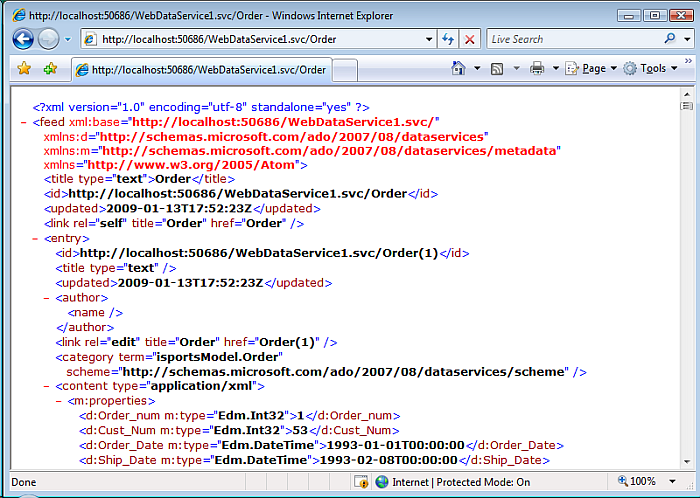 http://localhost:50686/WebDataService1.svc/Order - Windows Internet Explorer
http://localhost:50686/WebDataService1.svc/Order
Live Search
http://localhost:50686/WebDataService1.svc/Order
Page
Tools
<?xml version="1.0" encoding="utf-8" standalone="yes" ?>
- <feed xml:base="http://localhost:50686/WebDataService1.svc/"
xmlns:d="http://schemas.microsoft.com/ado/2007/08/dataservices"
xmlns:m="http://schemas.microsoft.com/ado/2007/08/dataservices/metadata"
xmlns="http://www.w3.org/2005/Atom">
<title type="text">Order</title>
<id>http://localhost:50686/WebDataService1.svc/Order</id>
<updated>2009-01-13T17:52:23Z</updated>
<link rel="self" title="Order" href="Order" />
- <entry>
<id>http://localhost:50686/WebDataService1.svc/Order(1)</id>
<title type="text" />
<updated>2009-01-13T17:52:23Z</updated>
- <author>
<name />
</author>
<link rel="edit" title="Order" href="Order(1)" />
<category term="isportsModel.Order"
scheme="http://schemas.microsoft.com/ado/2007/08/dataservices/scheme" />
- <content type="application/xml">
- <m:properties>
<d:Order_num m:type="Edm.Int32">1</d:Order_num>
<d:Cust_Num m:type="Edm.Int32">53</d:Cust_Num>
<d:Order_Date m:type="Edm.DateTime">1993-01-01T00:00:00</d:Order_Date>
<d:Ship_Date m:type="Edm.DateTime">1993-02-08T00:00:00</d:Ship_Date>
Done
Internet | Protected Mode: On
100%